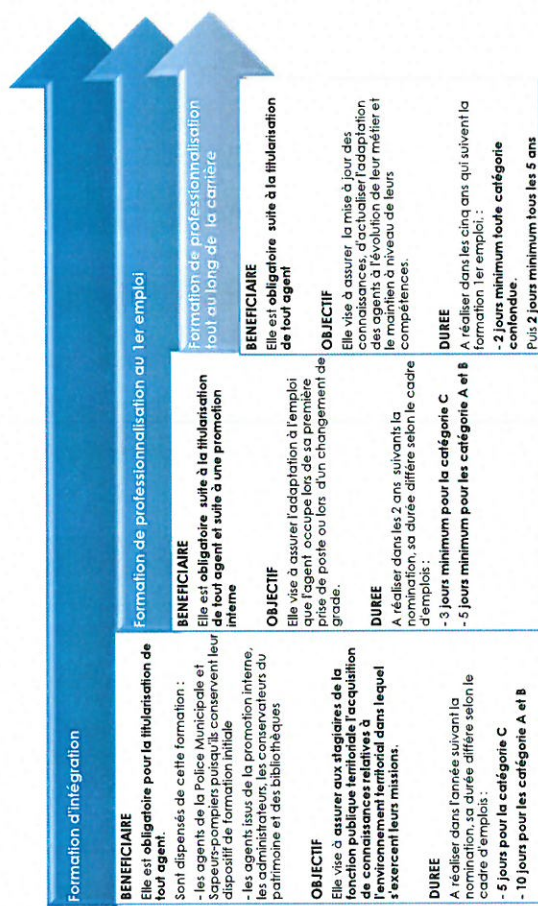 Formation d'intégration
BENEFICIAIRE
Elle est obligatoire pour la titularisation de
tout agent.
Sont dispensés de cette formation :
- les agents de la Police Municipale et
Sapeurs-pompiers puisqu'ils conservent leur
dispositif de formation initiale
- les agents issus de la promotion interne,
les administrateurs, les conservateurs du
patrimoine et des bibliothèques
OBJECTIF
Elle vise à assurer aux stagiaires de la
fonction publique territoriale l'acquisition
de connaissances relatives à
l'environnement territorial dans lequel
s'exercent leurs missions.
DUREE
A réaliser dans l'année suivant la
nomination, sa durée diffère selon le
cadre d'emplois :
- 5 jours pour la catégorie C
- 10 jours pour les catégorie A et B
Formation de professionnalisation au 1er emploi
BENEFICIAIRE
Elle est obligatoire suite à la titularisation
de tout agent et suite à une promotion
interne
OBJECTIF
Elle vise à assurer l'adaptation à l'emploi
que l'agent occupe lors de sa première
prise de poste ou lors d'un changement de
grade.
DUREE
A réaliser dans les 2 ans suivants la
nomination, sa durée diffère selon le cadre
d'emplois :
- 3 jours minimum pour la catégorie C
- 5 jours minimum pour les catégorie A et B
Formation de professionnalisation
tout au long de la carrière
BENEFICIAIRE
Elle est obligatoire suite à la titularisation
de tout agent
OBJECTIF
Elle vise à assurer la mise à jour des
connaissances, d'actualiser l'adaptation
des agents à l'évolution de leur métier et
le maintien à niveau de leurs
compétences.
DUREE
A réaliser dans les cinq ans qui suivent la
formation 1er emploi. :
- 2 jours minimum toute catégorie
confondue.
Puis 2 jours minimum tous les 5 ans